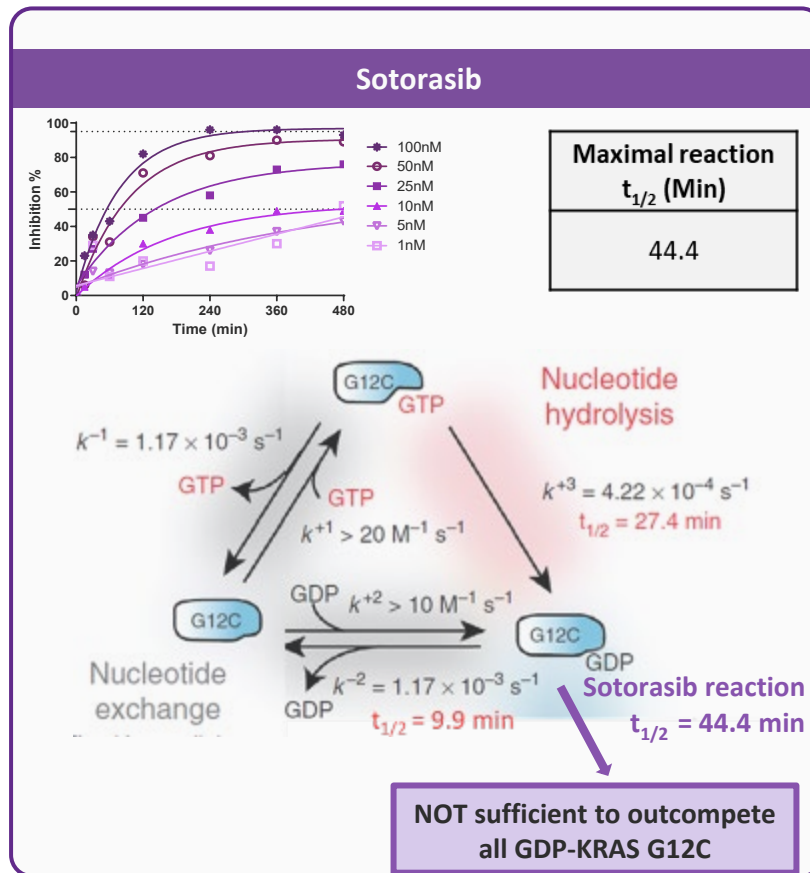 Sotorasib
Inhibition %
100
80
60
40
20
0
0
120
240
360
480
Time (min)
100nM
50nM
25nM
10nM
5nM
1nM
Maximal reaction
t1/2 (Min)
44.4
G12C
GTP
Nucleotide
hydrolysis
k−1 = 1.17 × 10−3 s−1
GTP
GTP
k+1 > 20 M−1 s−1
k+3 = 4.22 × 10−4 s−1
t1/2 = 27.4 min
G12C
GDP
k+2 > 10 M−1 s−1
G12C
GDP
Nucleotide
exchange
k−2 = 1.17 × 10−3 s−1
GDP
t1/2 = 9.9 min
Sotorasib reaction
t1/2 = 44.4 min
NOT sufficient to outcompete
all GDP-KRAS G12C